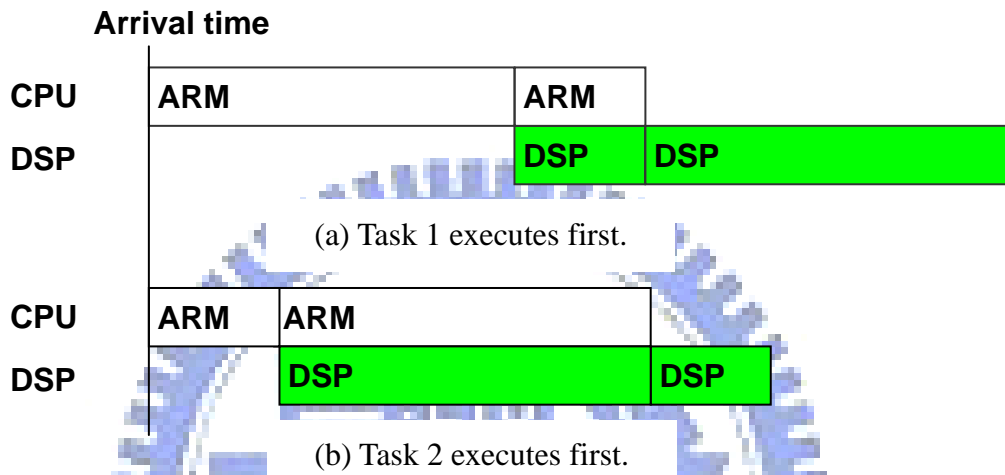 Arrival time
CPU ARM ARM
DSP DSP DSP
(a) Task 1 executes first.
CPU ARM ARM
DSP DSP DSP
(b) Task 2 executes first.